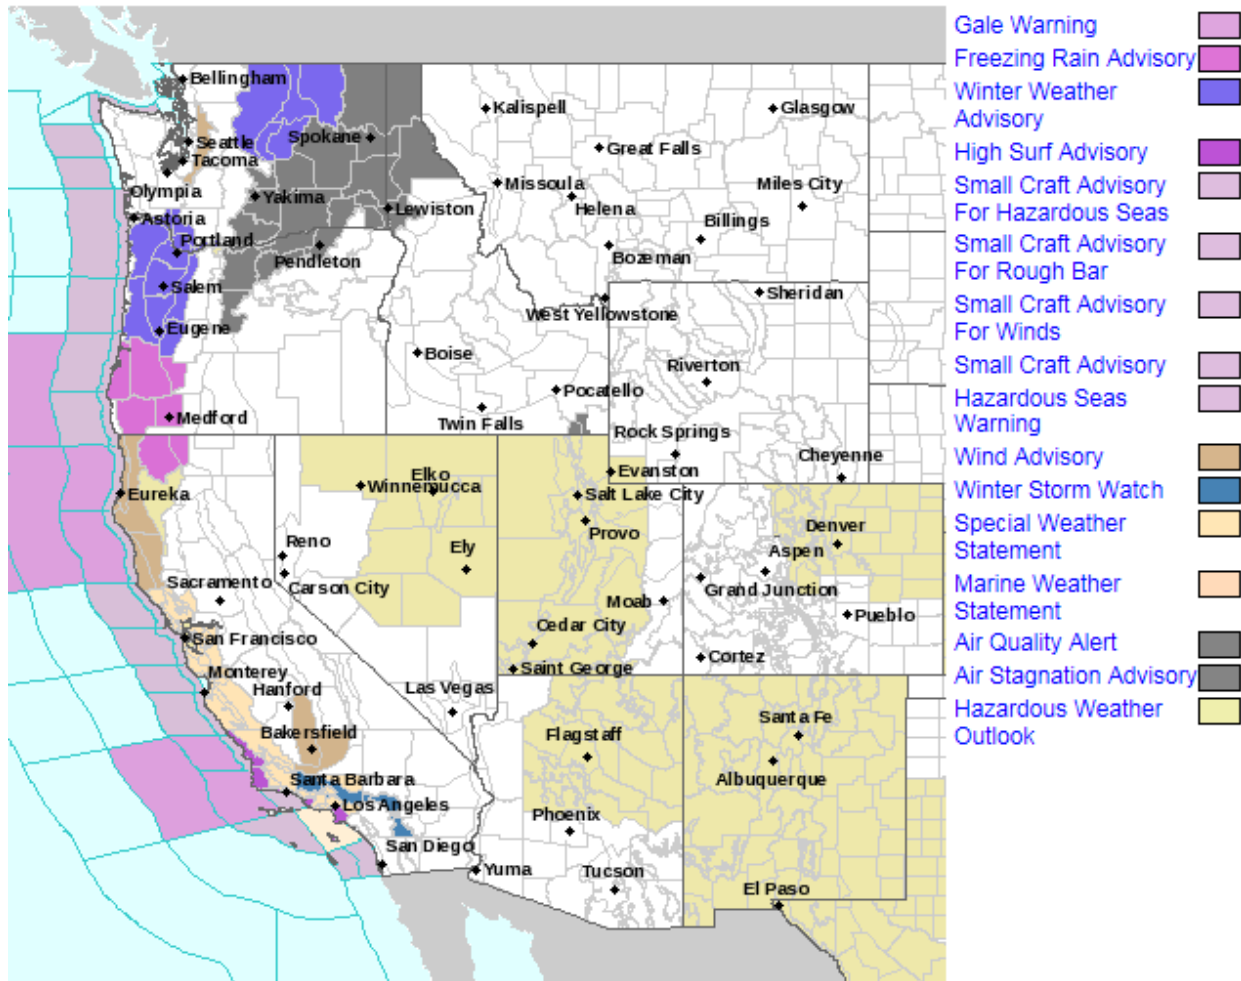 Gale Warning
Freezing Rain Advisory
Winter Weather
Advisory
High Surf Advisory
Small Craft Advisory
For Hazardous Seas
Small Craft Advisory
For Rough Bar
Small Craft Advisory
For Winds
Small Craft Advisory
Hazardous Seas
Warning
Wind Advisory
Winter Storm Watch
Special Weather
Statement
Marine Weather
Statement
Air Quality Alert
Air Stagnation Advisory
Hazardous Weather
Outlook
Bellingham
Kalispell
Glasgow
Spokane
Seattle
Great Falls
Tacoma
Missoula
Miles City
Olympia
Yakima
Helena
Lewiston
Astoria
Billings
Portland
Pendleton
Bozeman
Salem
Sheridan
West Yellowstone
Eugene
Boise
Riverton
Pocatello
Medford
Twin Falls
Rock Springs
Cheyenne
Elko
Evanston
Winnemucca
Eureka
Salt Lake City
Provo
Denver
Reno
Ely
Aspen
Sacramento
Carson City
Grand Junction
Moab
Pueblo
San Francisco
Cedar City
Cortez
Monterey
Saint George
Hanford
Las Vegas
Santa Fe
Bakersfield
Flagstaff
Albuquerque
Santa Barbara
Los Angeles
Phoenix
San Diego
Yuma
Tucson
El Paso